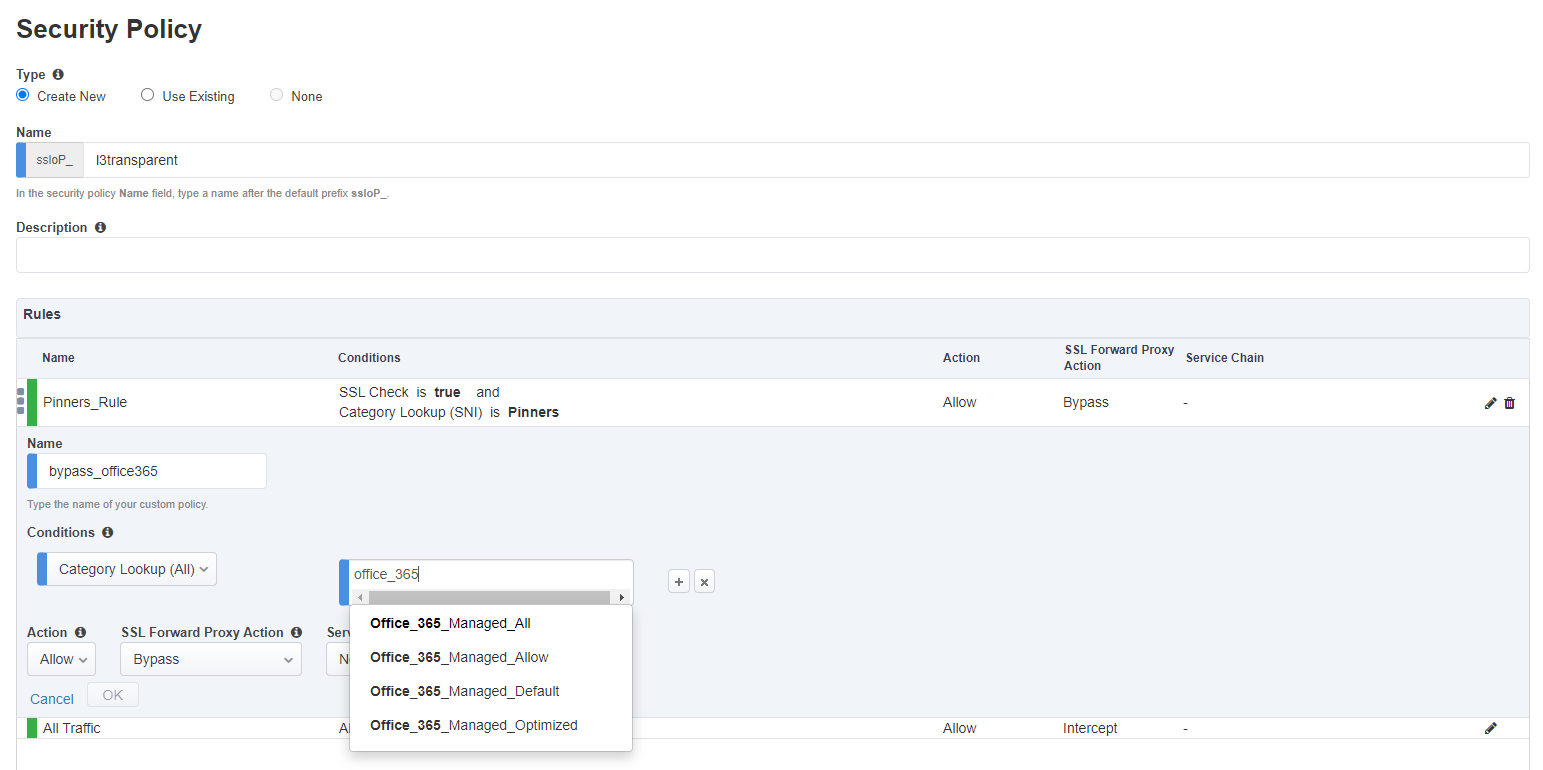 Security Policy
Type
Create New Use Existing None
Name
ssloP_ l3transparent
In the security policy Name field, type a name after the default prefix ssloP_.
Description
Rules
Name Conditions Action SSL Forward Proxy Action Service Chain
SSL Check is true and
Pinners_Rule Allow Bypass -
Category Lookup (SNI) is Pinners
Name
bypass_office365
Type the name of your custom policy.
Conditions
Category Lookup (All)
office_365
Office_365_Managed_All
Action SSL Forward Proxy Action
Office_365_Managed_Allow
Allow Bypass
Office_365_Managed_Default
Cancel OK
Office_365_Managed_Optimized
All Traffic Allow Intercept -